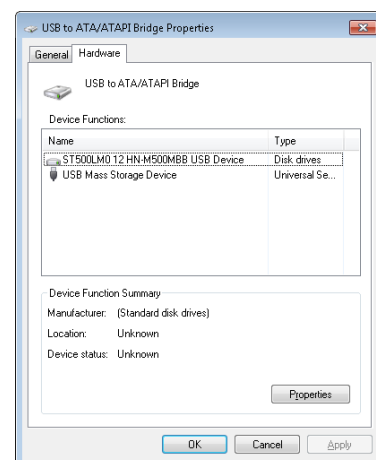 USB to ATA/ATAPI Bridge Properties
General Hardware
USB to ATA/ATAPI Bridge
Device Functions:
Name Type
ST500LM0 12 HN-M500MBB USB Device Disk drives
USB Mass Storage Device Universal Se...
Device Function Summary
Manufacturer: (Standard disk drives)
Location: Unknown
Device status: Unknown
Properties
OK Cancel Apply